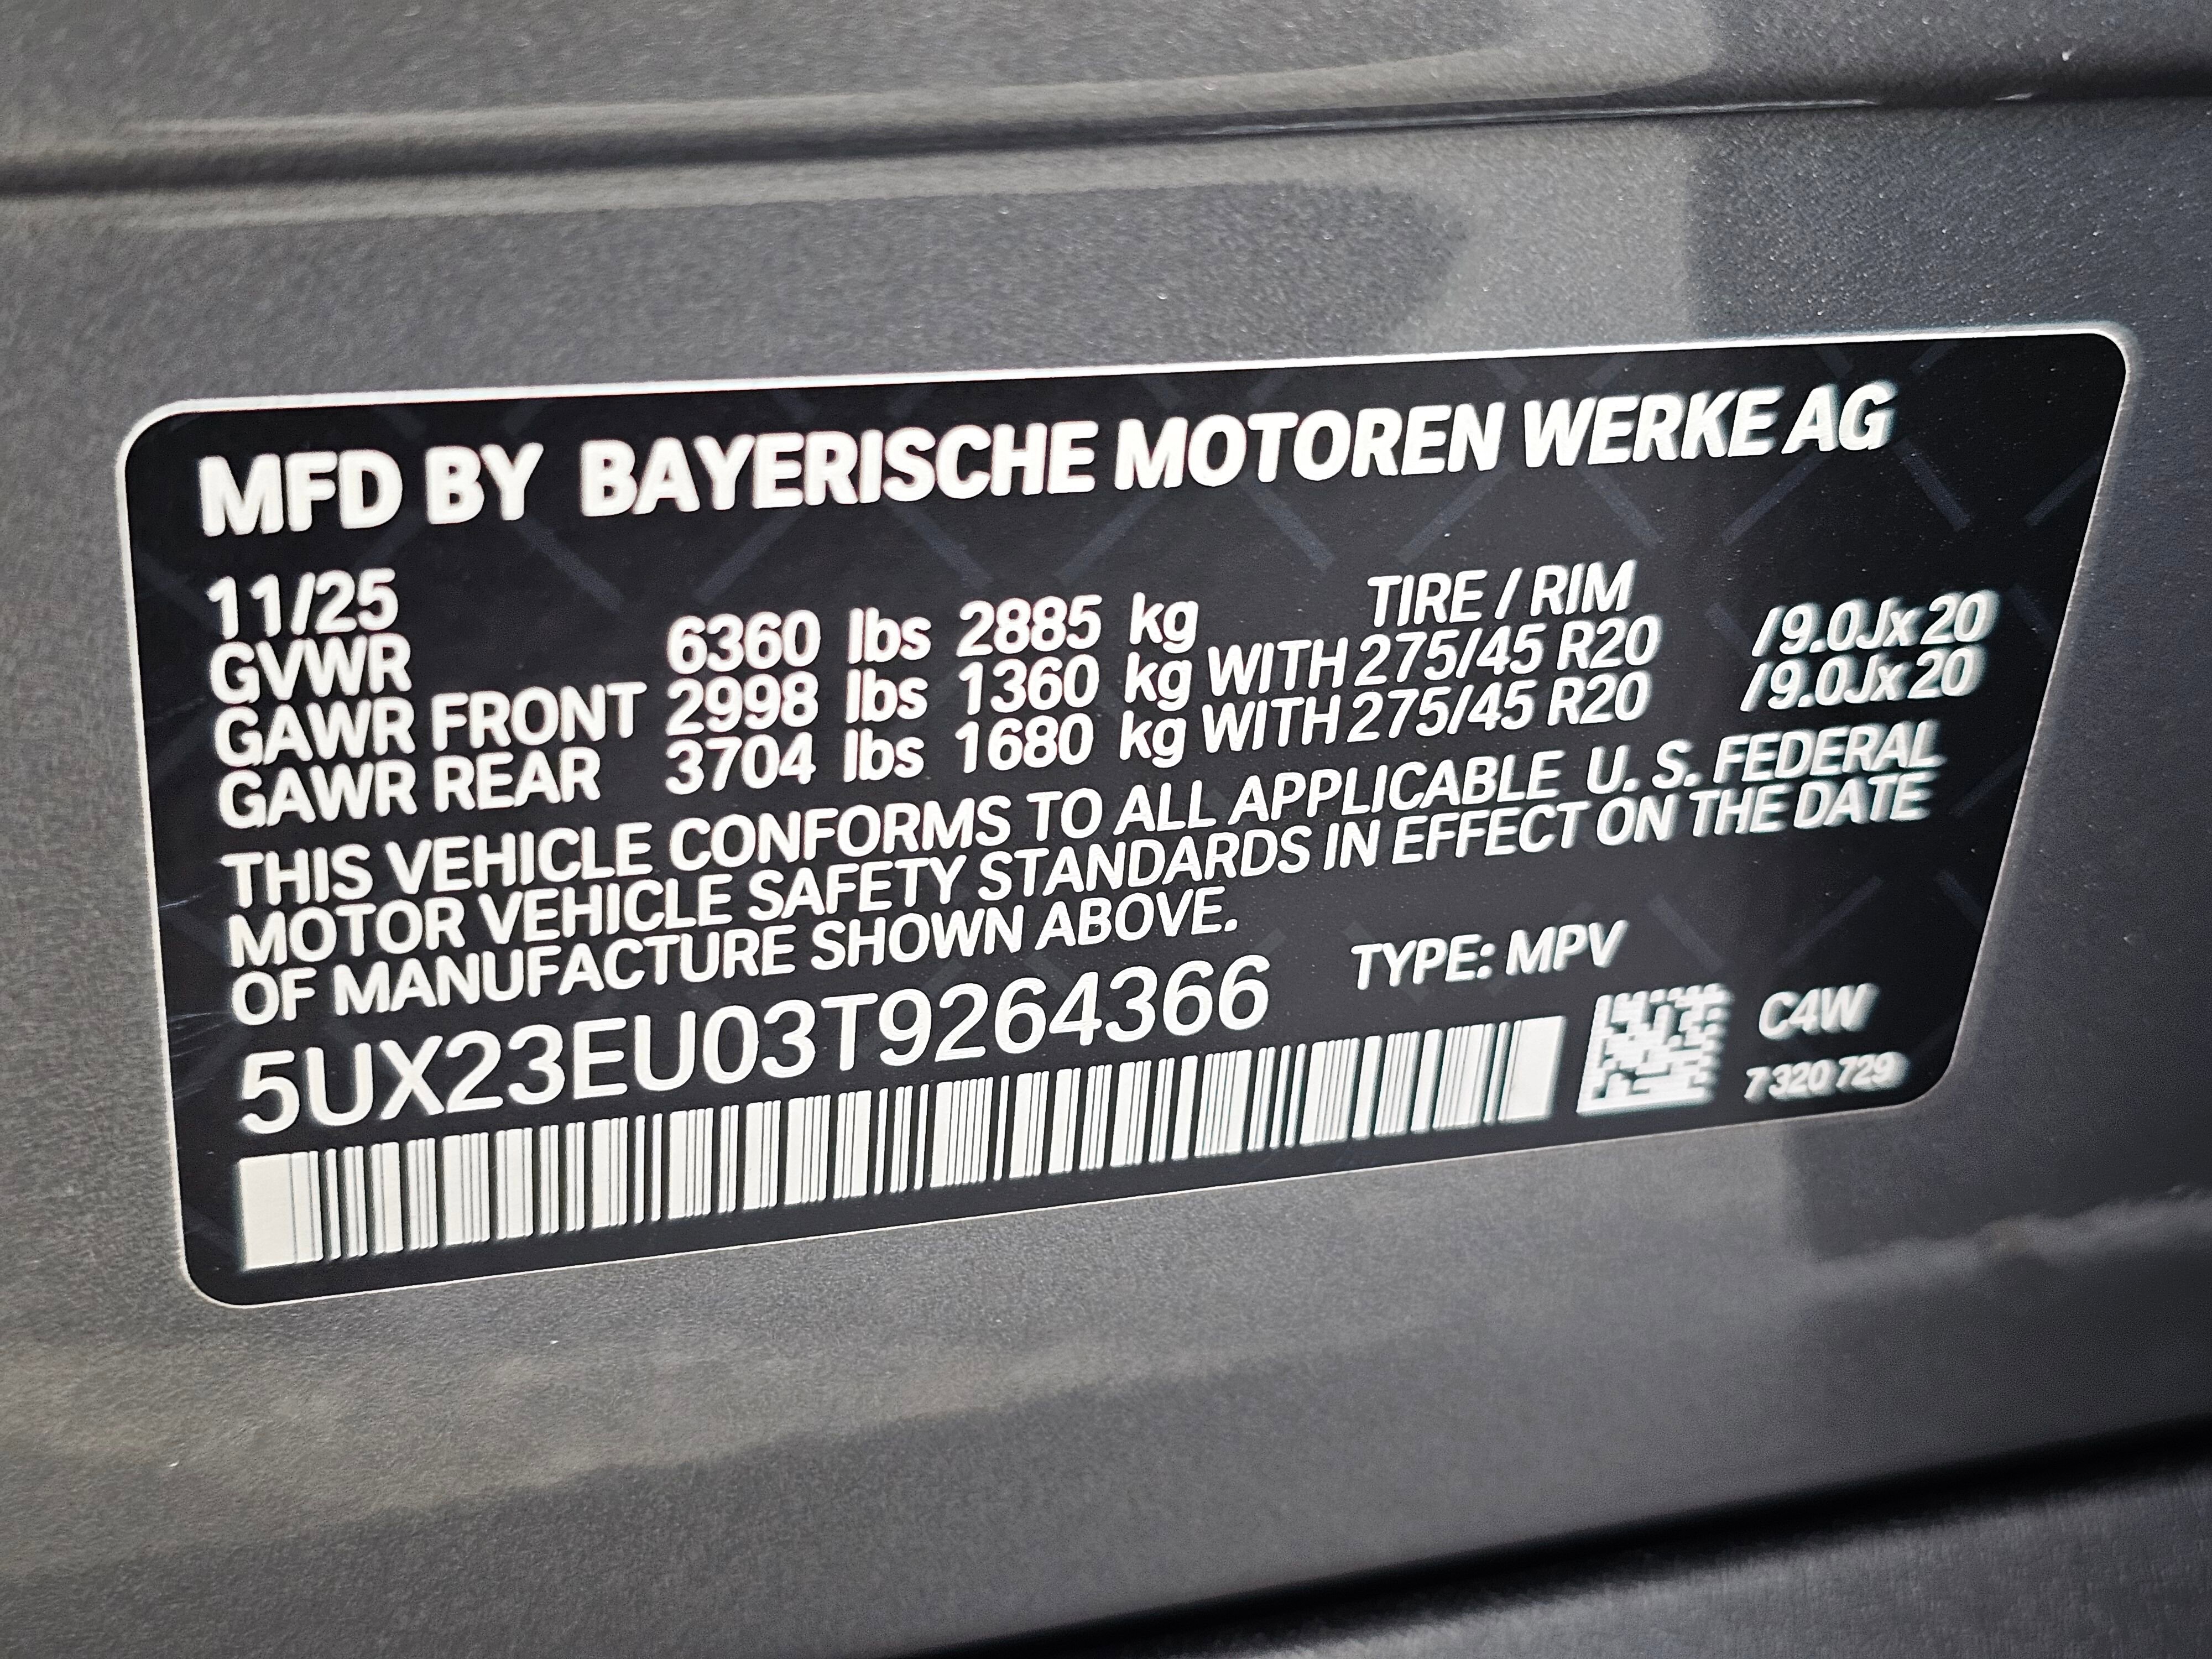 MFD BY BAYERISCHE MOTOREN WERKE AG
11/25 TIRE / RIM
GVWR 6360 lbs 2885 kg
GAWR FRONT 2998 lbs 1360 kg WITH 275/45 R20 /9.0Jx20
GAWR REAR 3704 lbs 1680 kg WITH 275/45 R20 /9.0Jx20
THIS VEHICLE CONFORMS TO ALL APPLICABLE U. S. FEDERAL
MOTOR VEHICLE SAFETY STANDARDS IN EFFECT ON THE DATE
OF MANUFACTURE SHOWN ABOVE.
5UX23EU03T9264366 TYPE: MPV
C4W
7 320 729